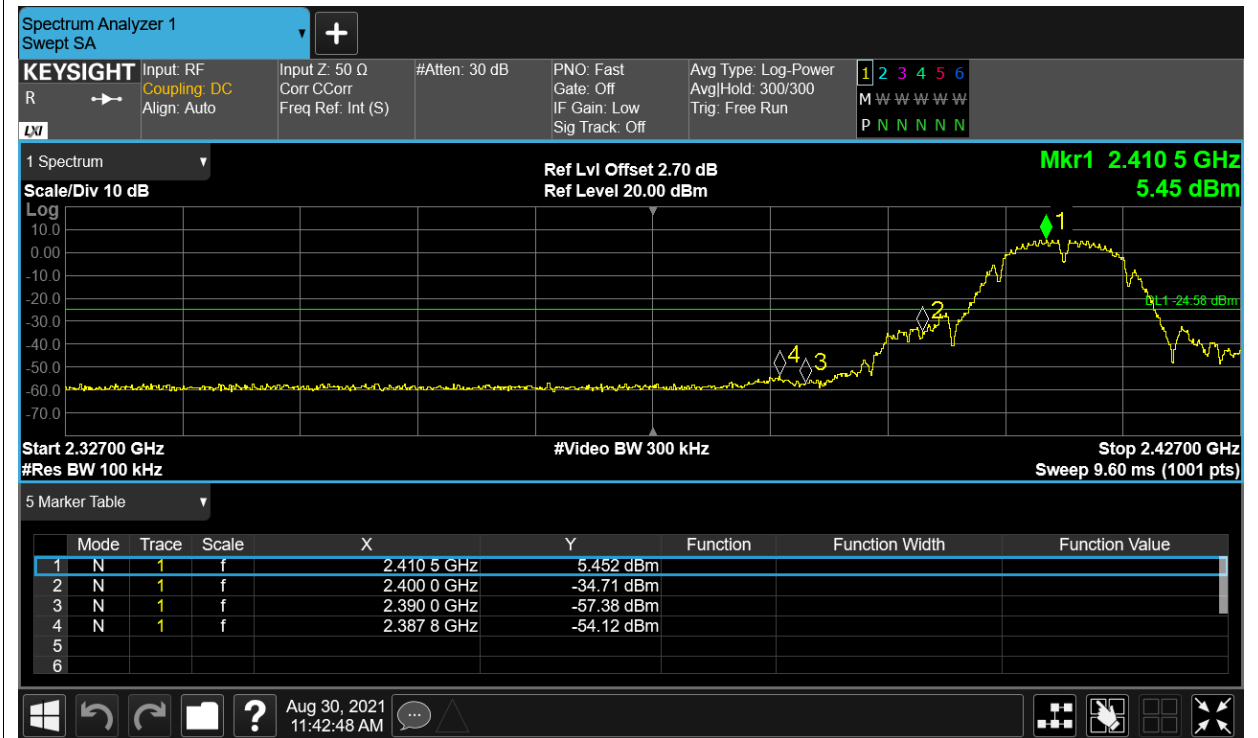 Spectrum Analyzer 1
Swept SA
KEYSIGHT
R
LXI
Input: RF
Coupling: DC
Align: Auto
Input Z: 50 Ω
Corr CCorr
Freq Ref: Int (S)
#Atten: 30 dB
PNO: Fast
Gate: Off
IF Gain: Low
Sig Track: Off
Avg Type: Log-Power
Avg|Hold: 300/300
Trig: Free Run
1 2 3 4 5 6
M W W W W W
P N N N N N
1 Spectrum
Scale/Div 10 dB
Ref Lvl Offset 2.70 dB
Ref Level 20.00 dBm
Mkr1 2.410 5 GHz
5.45 dBm
Log
10.0
0.00
-10.0
-20.0
-30.0
-40.0
-50.0
-60.0
-70.0
1
2
4
3
DL1 -24.58 dBm
Start 2.32700 GHz
#Video BW 300 kHz
Stop 2.42700 GHz
#Res BW 100 kHz
Sweep 9.60 ms (1001 pts)
5 Marker Table
Mode Trace Scale X Y Function Function Width Function Value
1 N 1 f 2.410 5 GHz 5.452 dBm
2 N 1 f 2.400 0 GHz -34.71 dBm
3 N 1 f 2.390 0 GHz -57.38 dBm
4 N 1 f 2.387 8 GHz -54.12 dBm
5
6
?
Aug 30, 2021
11:42:48 AM